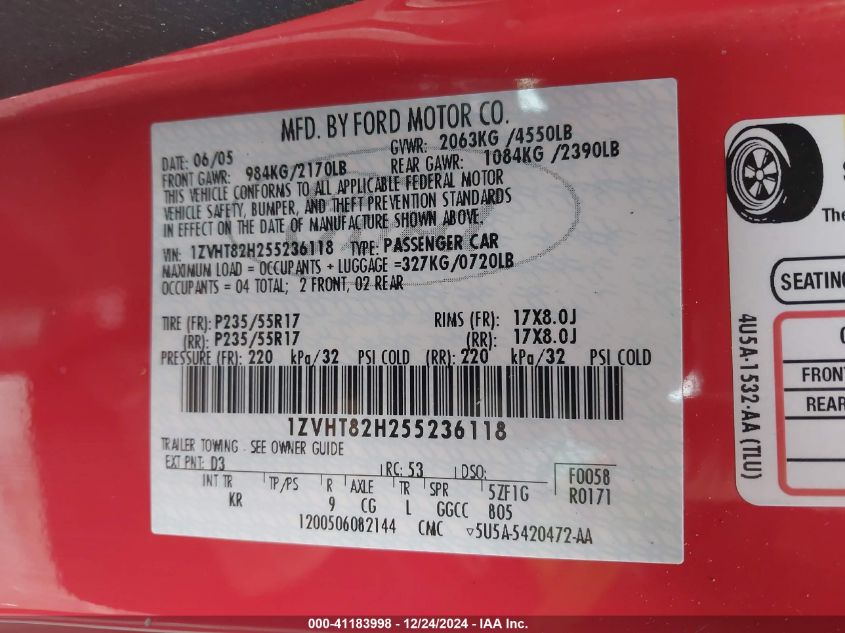 MFD. BY FORD MOTOR CO.
DATE: 06/05
GVWR: 2063KG /4550LB
FRONT GAWR: 984KG/2170LB
REAR GAWR: 1084KG /2390LB
THIS VEHICLE CONFORMS TO ALL APPLICABLE FEDERAL MOTOR
VEHICLE SAFETY, BUMPER, AND THEFT PREVENTION STANDARDS
IN EFFECT ON THE DATE OF MANUFACTURE SHOWN ABOVE.
VIN: 1ZVHT82H255236118 TYPE: PASSENGER CAR
MAXIMUM LOAD = OCCUPANTS + LUGGAGE =327KG/0720LB
OCCUPANTS = 04 TOTAL; 2 FRONT, 02 REAR
TIRE (FR): P235/55R17 RIMS (FR): 17X8.0J
(RR): P235/55R17 (RR): 17X8.0J
PRESSURE (FR): 220 kPa/32 PSI COLD (RR): 220 kPa/32 PSI COLD
1ZVHT82H255236118
TRAILER TOWING - SEE OWNER GUIDE
EXT PNT: D3 RC: 53 DSO: F0058
INT TR TP/PS R AXLE TR SPR 5ZF1G R0171
KR 9 CG L GGCC 805
1200506082144 CMC ▽5U5A-5420472-AA
The
SEATING
FRONT
REAR
4U5A-1532-AA (TLU)
000-41183998 - 12/24/2024 - IAA Inc.